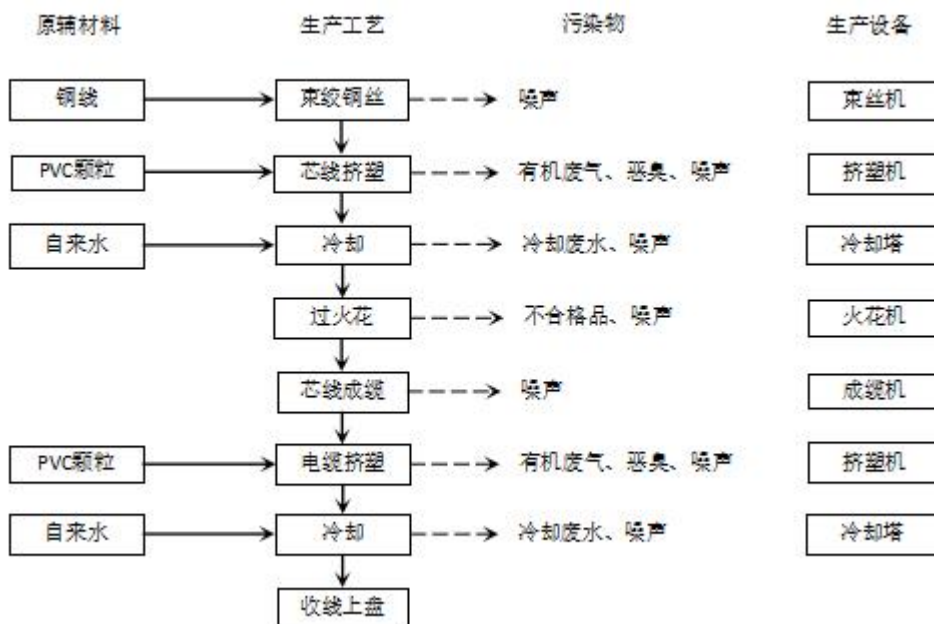 原辅材料 生产工艺 污染物 生产设备
钢线 束绞钢丝 噪声 束丝机
PVC颗粒 芯线挤塑 有机废气、恶臭、噪声 挤塑机
自来水 冷却 冷却废水、噪声 冷却塔
过火花 不合格品、噪声 火花机
芯线成缆 噪声 成缆机
PVC颗粒 电缆挤塑 有机废气、恶臭、噪声 挤塑机
自来水 冷却 冷却废水、噪声 冷却塔
收线上盘